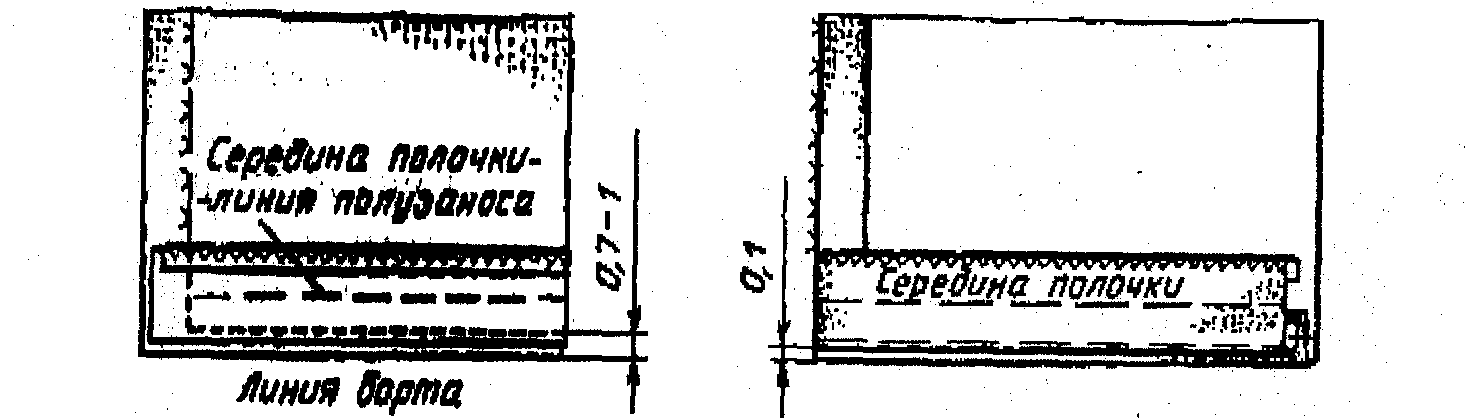 Середина полочки-
-линия полузаноса
0,7-1
Линия борта
0,1
Середина полочки